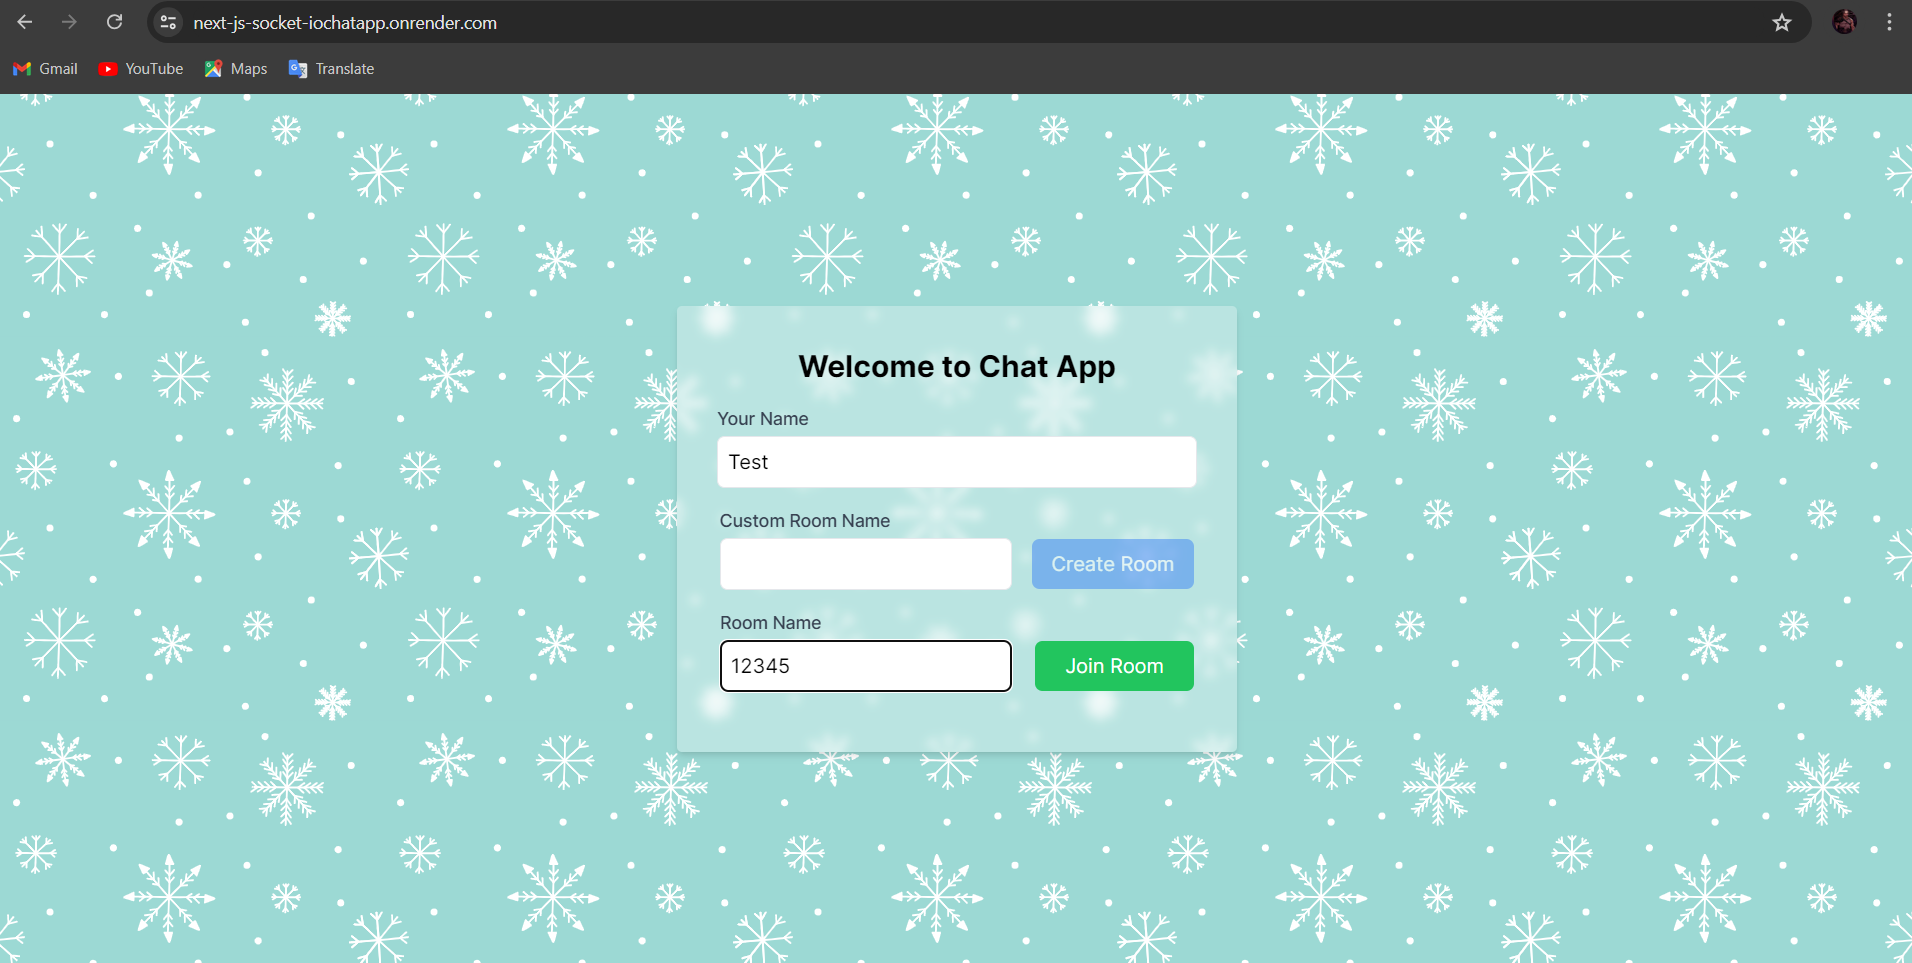 next-js-socket-iochatapp.onrender.com
Gmail YouTube Maps Translate
Welcome to Chat App
Your Name
Test
Custom Room Name
Create Room
Room Name
12345 Join Room